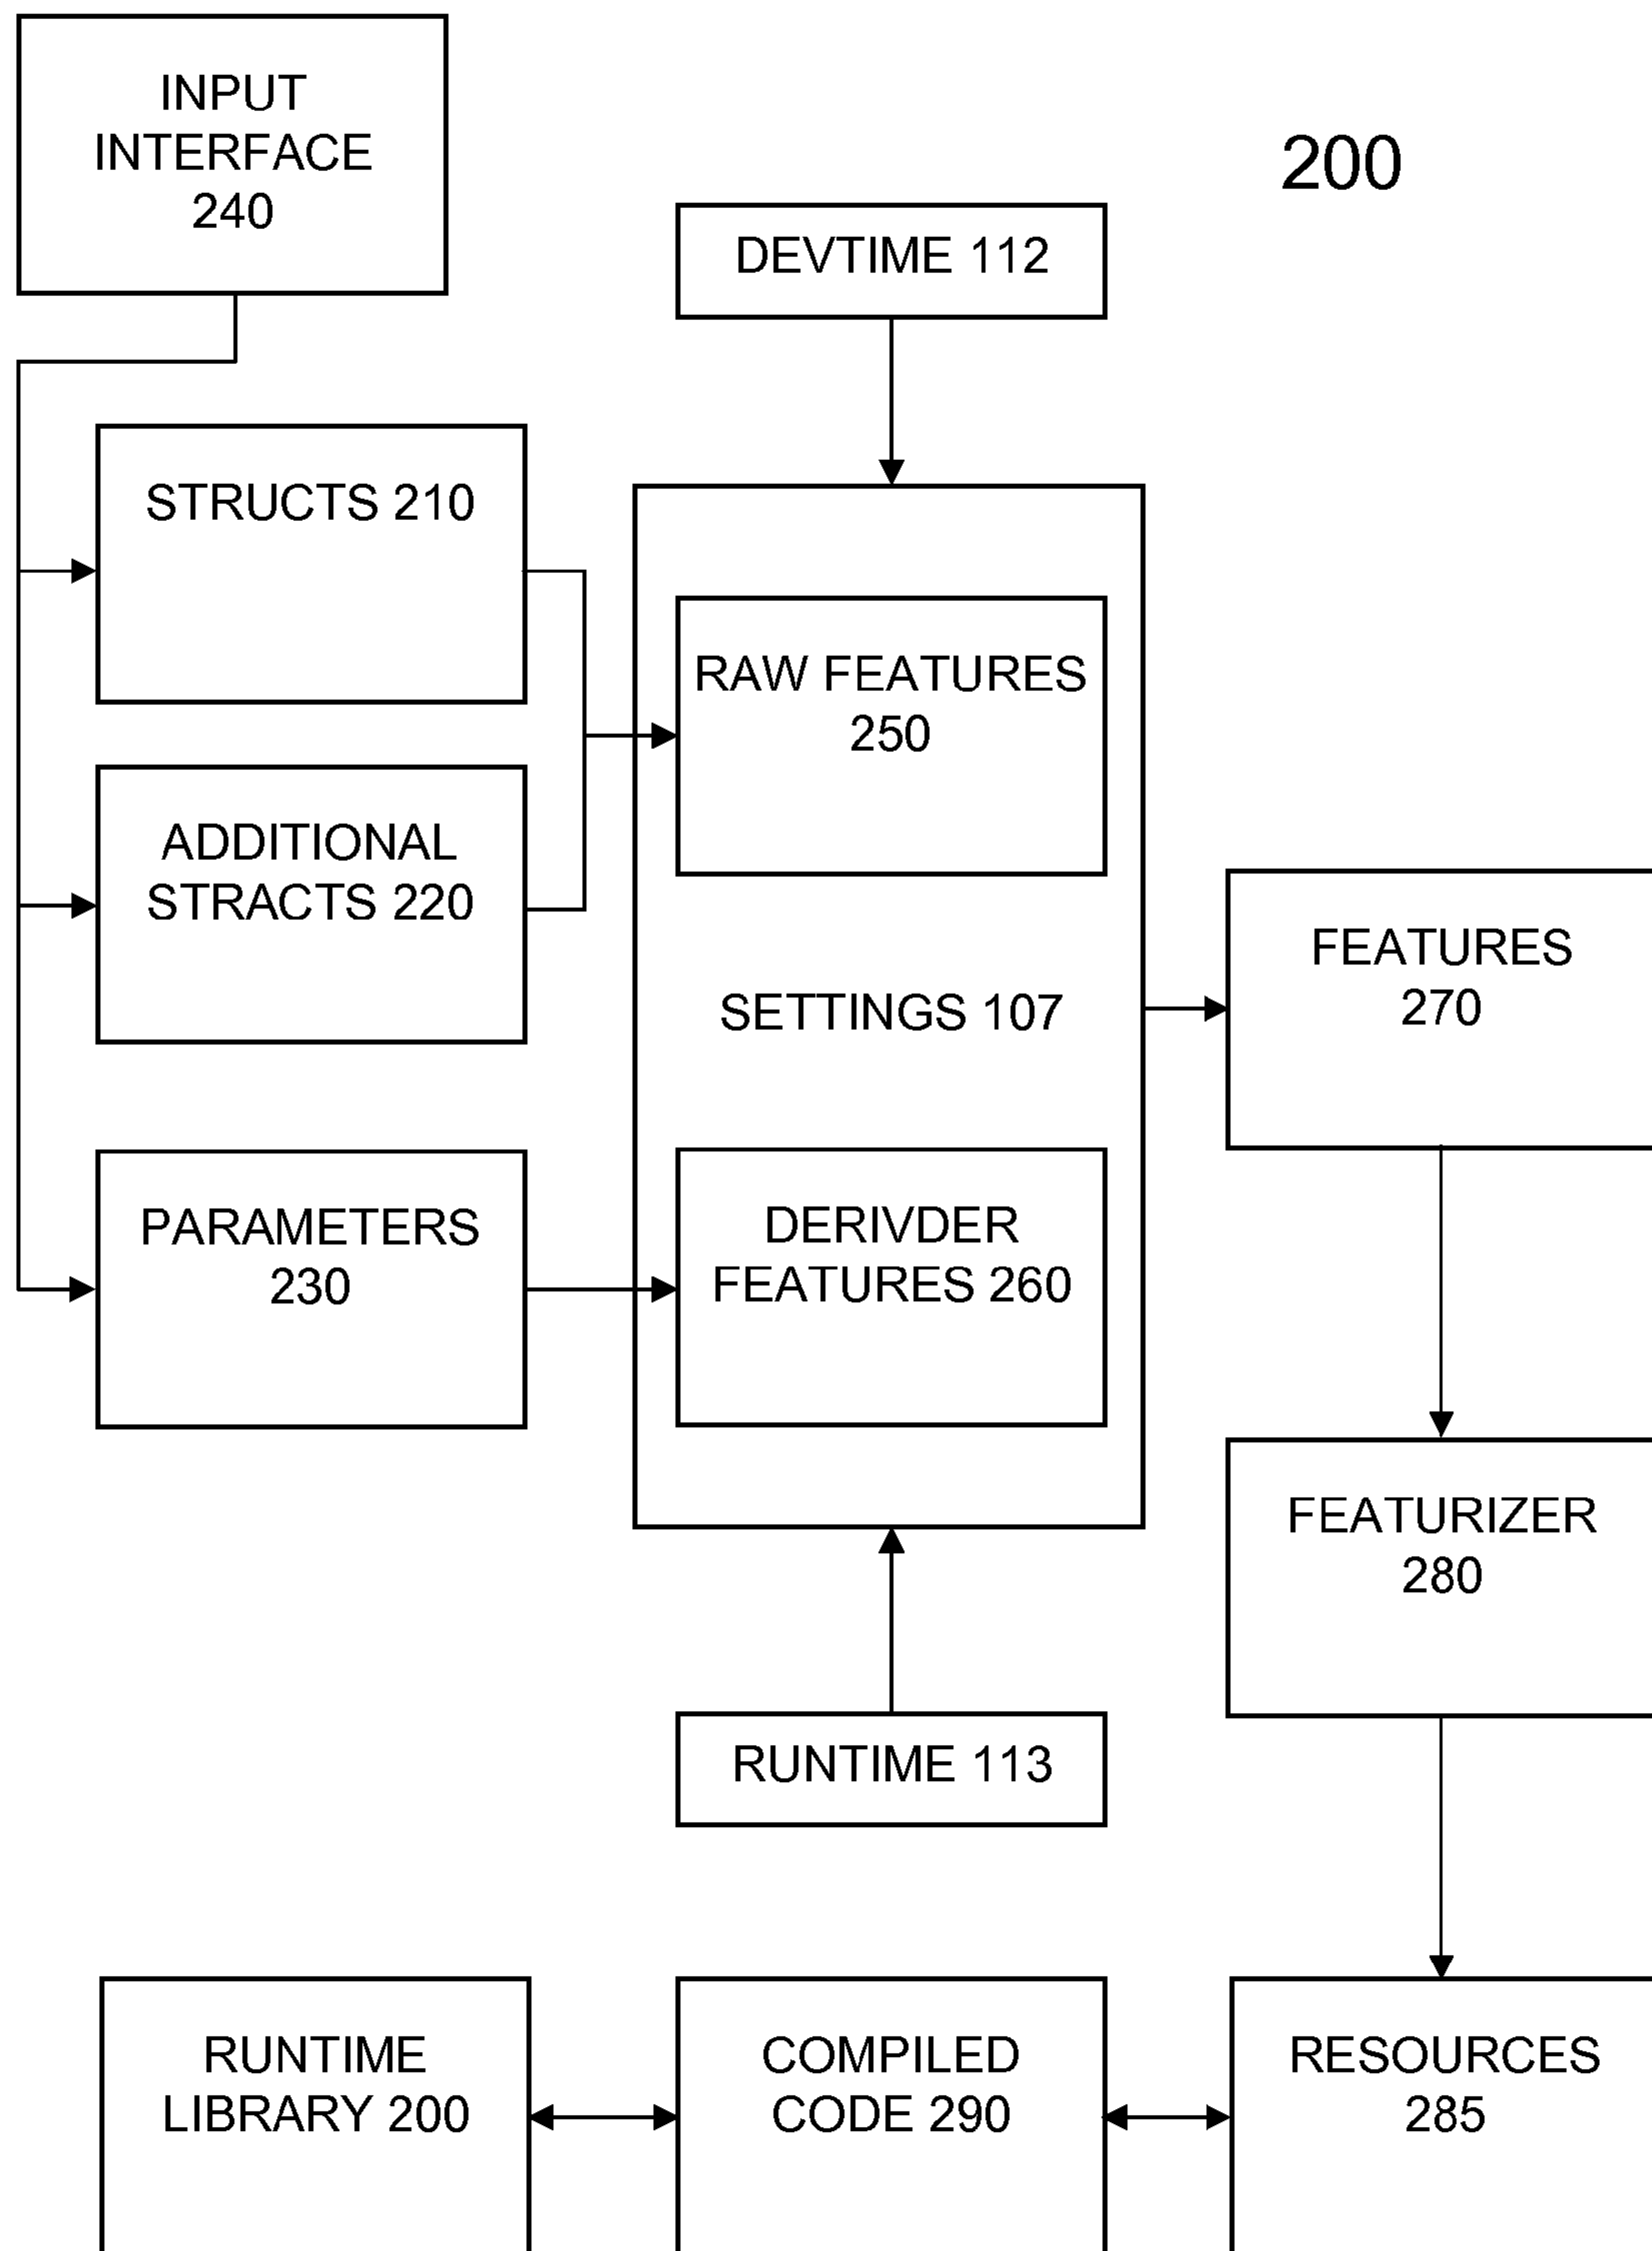 INPUT
INTERFACE
240
200
DEVTIME 112
STRUCTS 210
RAW FEATURES
250
ADDITIONAL
STRACTS 220
FEATURES
270
SETTINGS 107
PARAMETERS
230
DERIVDER
FEATURES 260
FEATURIZER
280
RUNTIME 113
RUNTIME
LIBRARY 200
COMPILED
CODE 290
RESOURCES
285